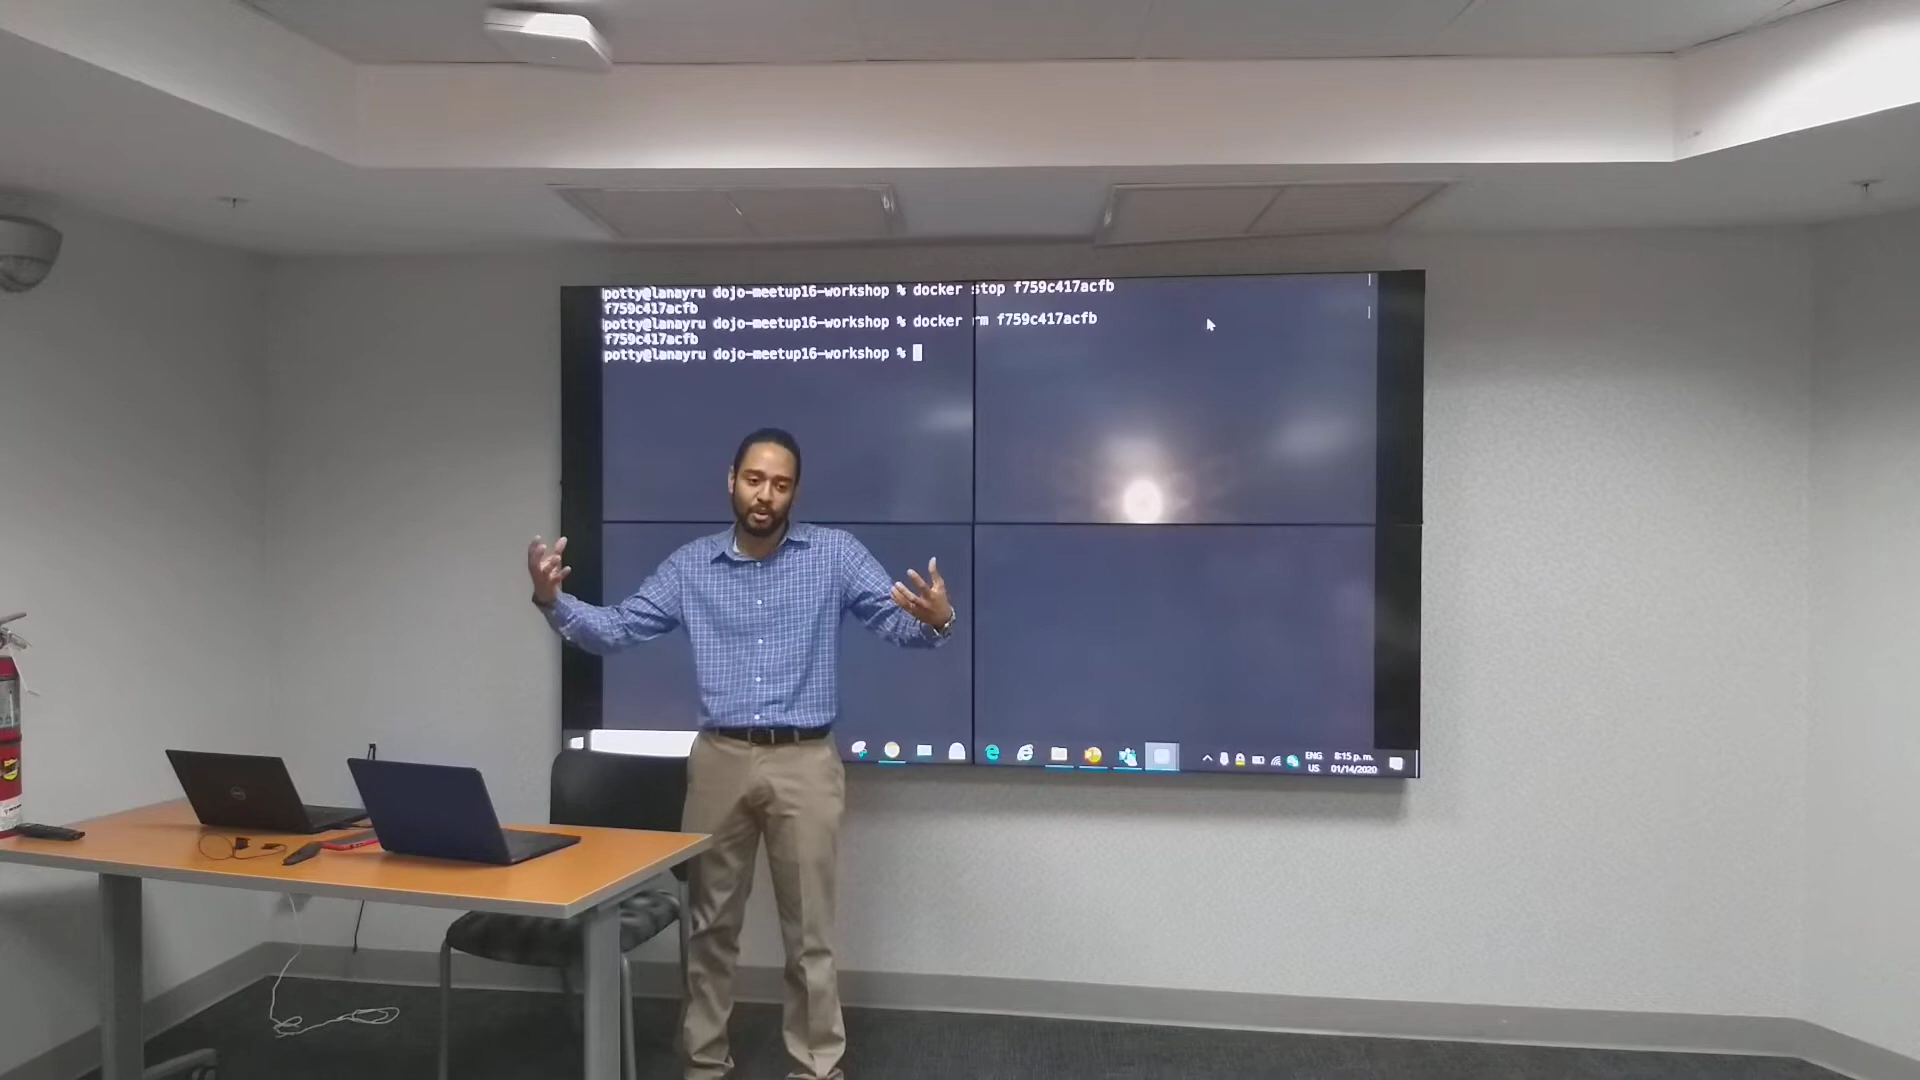 potty@lanayru dojo-meetup16-workshop % docker stop f759c417acfb
f759c417acfb
potty@lanayru dojo-meetup16-workshop % docker rm f759c417acfb
f759c417acfb
potty@lanayru dojo-meetup16-workshop %
ENG 8:15 p. m.
US 01/14/2020